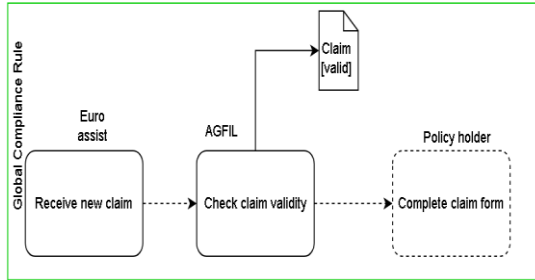 Global Compliance Rule
Claim
[valid]
Euro
assist
AGFIL
Policy holder
Receive new claim
Check claim validity
Complete claim form